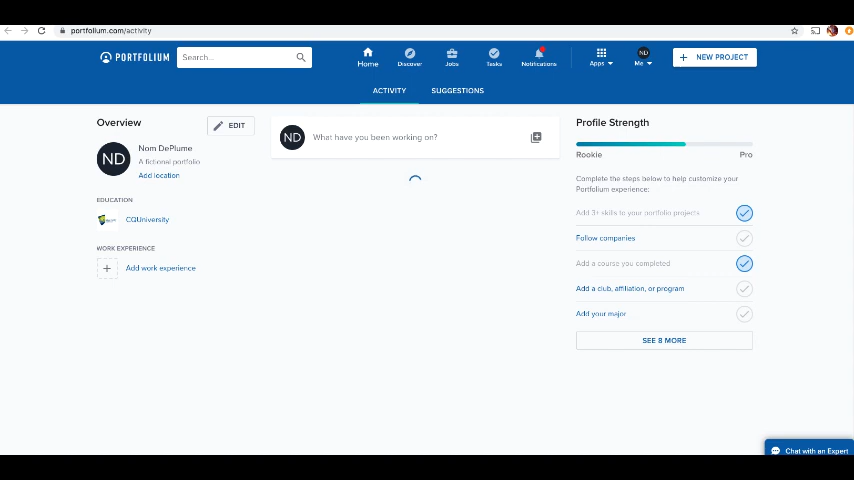 portfolium.com/activity
PORTFOLIUM
Search...
Home
Discover
Jobs
Tasks
Notifications
Apps
ND
Me
+ NEW PROJECT
ACTIVITY
SUGGESTIONS
Overview
EDIT
ND
Nom DePlume
A fictional portfolio
Add location
EDUCATION
CQUniversity
WORK EXPERIENCE
+ Add work experience
ND
What have you been working on?
Profile Strength
Rookie
Pro
Complete the steps below to help customize your
Portfolium experience:
Add 3+ skills to your portfolio projects
Follow companies
Add a course you completed
Add a club, affiliation, or program
Add your major
SEE 8 MORE
Chat with an Expert